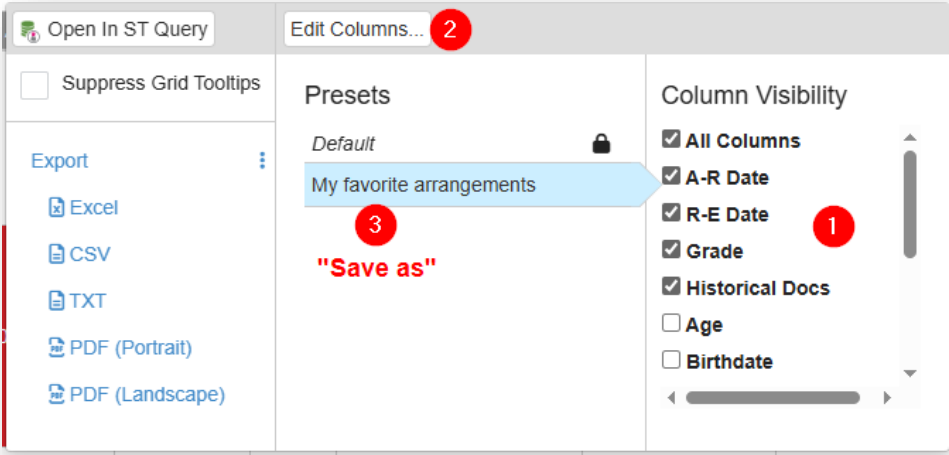 Open In ST Query
Edit Columns...
2
Suppress Grid Tooltips
Export
Excel
CSV
TXT
PDF (Portrait)
PDF (Landscape)
Presets
Default
My favorite arrangements
3
"Save as"
Column Visibility
All Columns
A-R Date
R-E Date
1
Grade
Historical Docs
Age
Birthdate